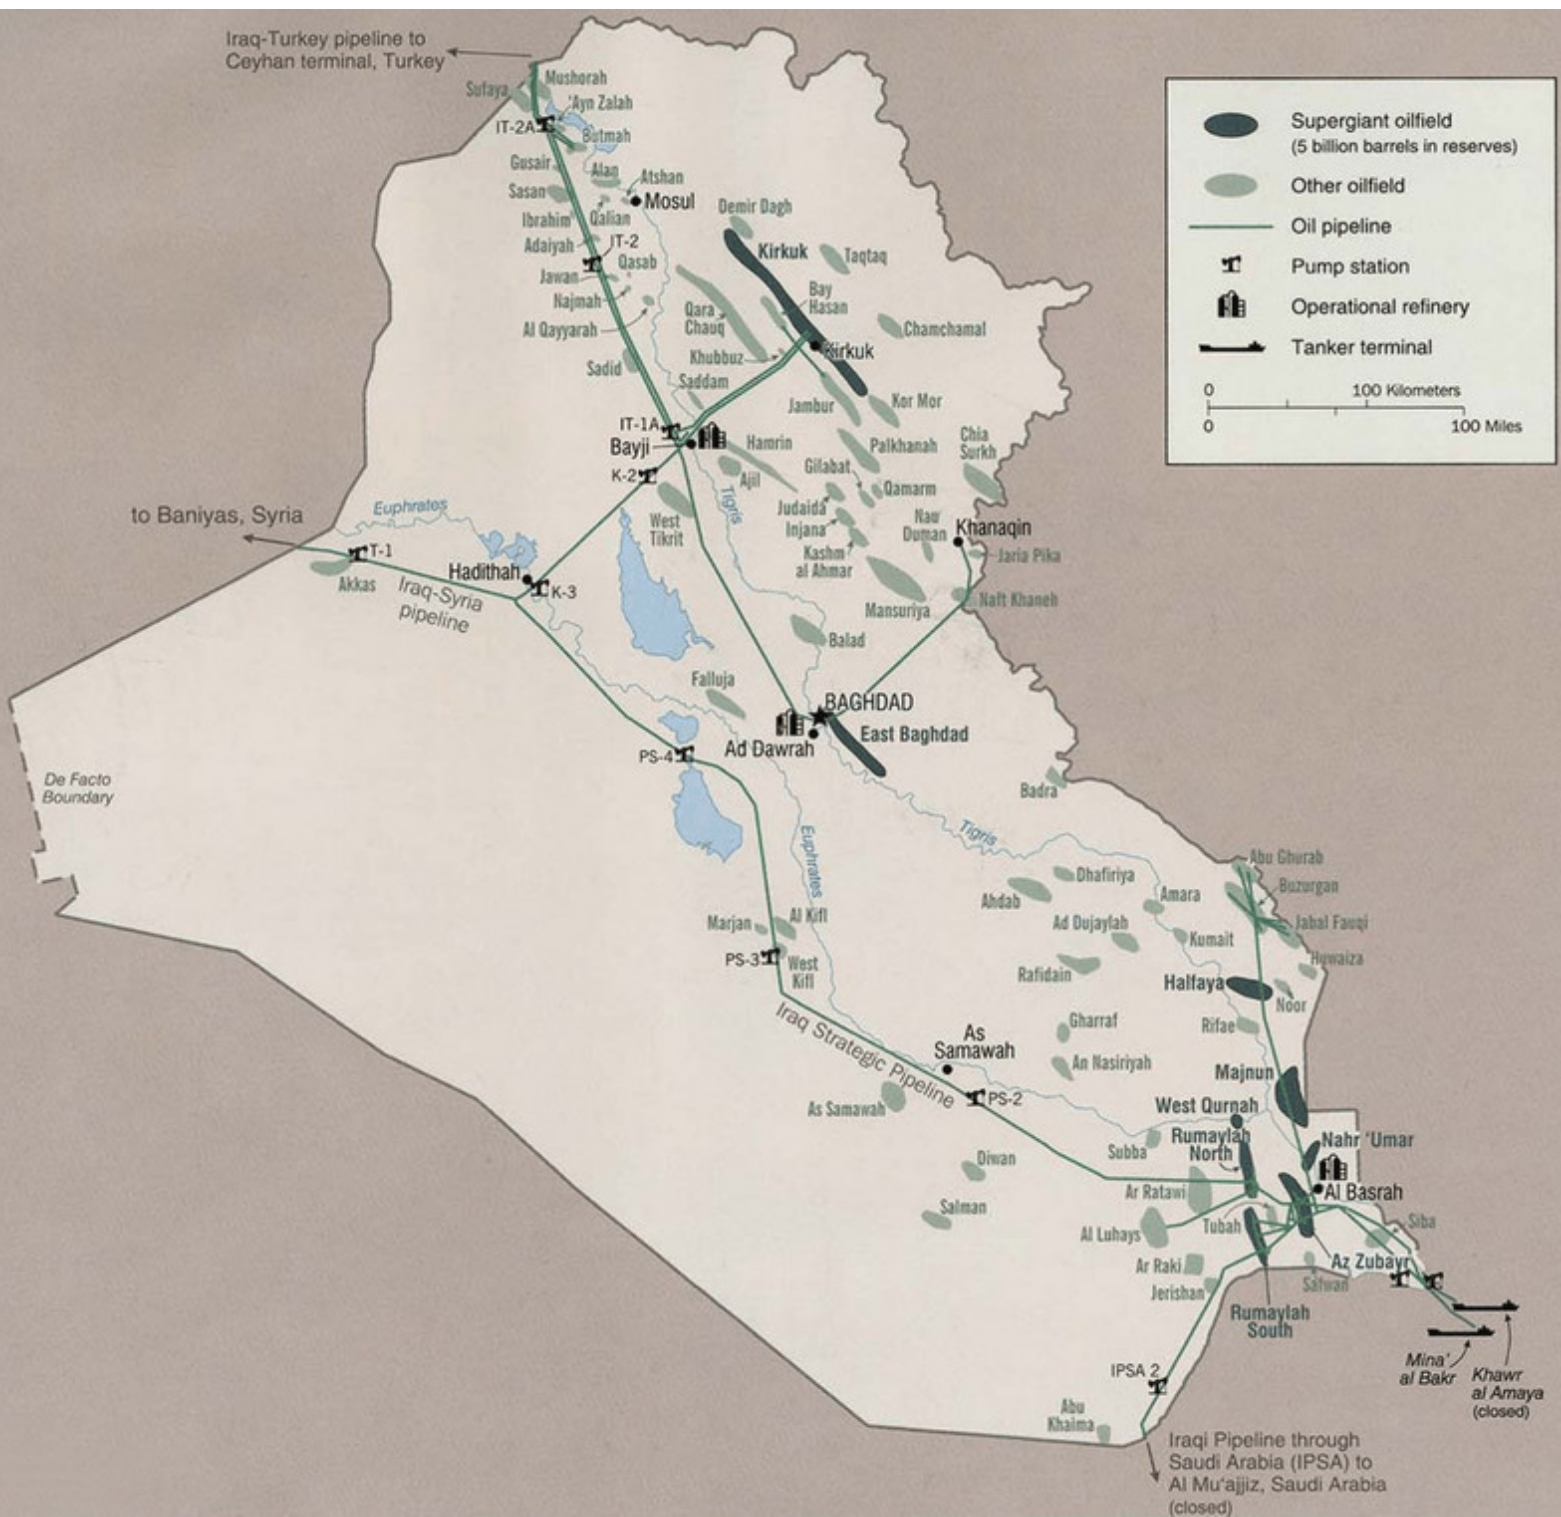 Iraq-Turkey pipeline to
Ceyhan terminal, Turkey
Supergiant oilfield
(5 billion barrels in reserves)
Other oilfield
Oil pipeline
Pump station
Operational refinery
Tanker terminal
0
100 Kilometers
0
100 Miles
Mushorah
Sufaya
'Ayn Zalah
IT-2A
Butmah
Gusair
Alan
Atshan
Sasan
Mosul
Ibrahim
Qalian
Demir Dagh
Adaiyah
IT-2
Kirkuk
Taqtaq
Jawan
Qasab
Najmah
Bay
Hasan
Qara
Chauq
Al Qayyarah
Chamchamal
Khubbuz
Kirkuk
Sadid
Saddam
Jambur
Kor Mor
IT-1A
Bayji
Hamrin
Palkhanah
Chia
Surkh
K-2
Ajil
Gilabat
Qamarm
West
Tikrit
Tigris
Judaida
Injana
Nau
Duman
Khanaqin
Kashm
al Ahmar
Jaria Pika
to Baniyas, Syria
Euphrates
T-1
Akkas
Iraq-Syria
pipeline
Hadithah
K-3
Mansuriya
Naft Khaneh
Balad
Falluja
BAGHDAD
East Baghdad
Ad Dawrah
PS-4
De Facto
Boundary
Badra
Tigris
Euphrates
Abu Ghurab
Buzurgan
Dhafiriya
Ahdab
Amara
Marjan
Al Kifl
Ad Dujaylah
Jabal Fauqi
Kumait
PS-3
West
Kifl
Rafidain
Huwaiza
Halfaya
Noor
Iraq Strategic Pipeline
As
Samawah
Gharraf
Rifae
An Nasiriyah
Majnun
As Samawah
PS-2
West Qurnah
Rumaylah
North
Nahr 'Umar
Subba
Diwan
Ar Ratawi
Al Basrah
Salman
Al Luhays
Tubah
Siba
Ar Raki
Az Zubayr
Jerishan
Safwan
Rumaylah
South
Mina'
al Bakr
Khawr
al Amaya
(closed)
IPSA 2
Abu
Khaima
Iraqi Pipeline through
Saudi Arabia (IPSA) to
Al Mu'ajjiz, Saudi Arabia
(closed)